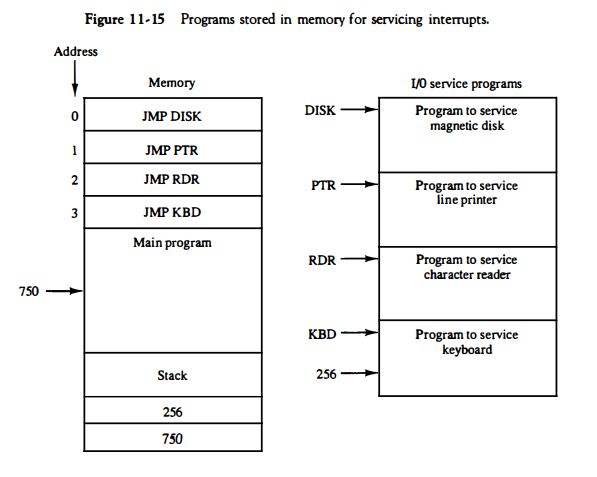 Figure 11-15 Programs stored in memory for servicing interrupts.
Address
Memory
0 JMP DISK
1 JMP PTR
2 JMP RDR
3 JMP KBD
Main program
750
Stack
256
750
I/0 service programs
DISK Program to service
magnetic disk
PTR Program to service
line printer
RDR Program to service
character reader
KBD Program to service
keyboard
256